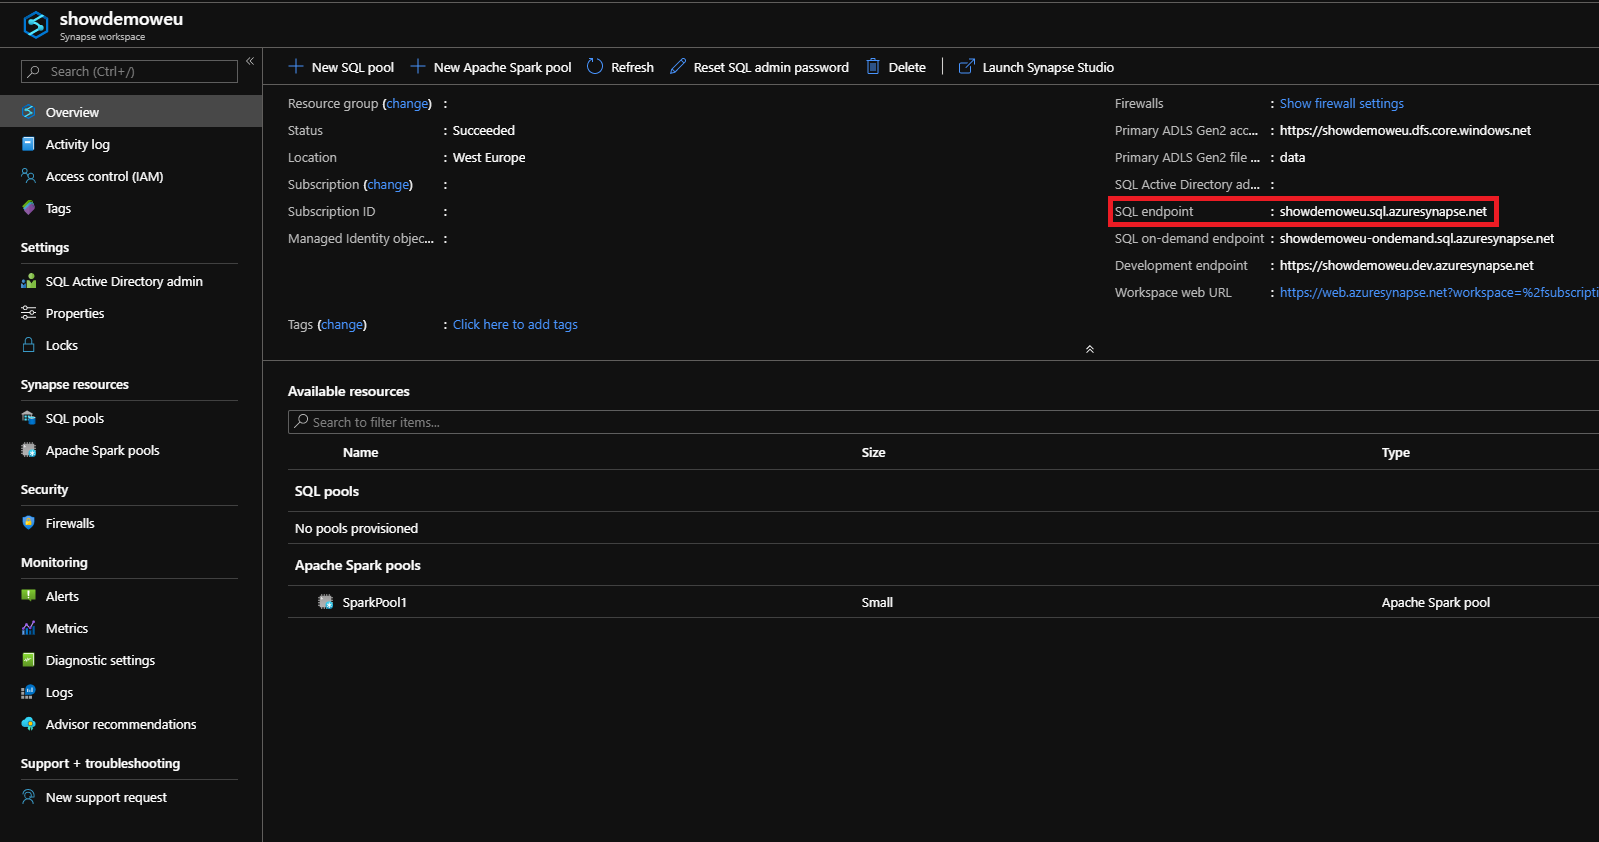 showdemoweu
Synapse workspace
Search (Ctrl+/)
«
Overview
Activity log
Access control (IAM)
Tags
Settings
SQL Active Directory admin
Properties
Locks
Synapse resources
SQL pools
Apache Spark pools
Security
Firewalls
Monitoring
Alerts
Metrics
Diagnostic settings
Logs
Advisor recommendations
Support + troubleshooting
New support request
New SQL pool New Apache Spark pool Refresh Reset SQL admin password Delete Launch Synapse Studio
Resource group (change) :
Status : Succeeded
Location : West Europe
Subscription (change) :
Subscription ID :
Managed Identity objec... :
Tags (change) : Click here to add tags
Firewalls : Show firewall settings
Primary ADLS Gen2 acc... : https://showdemoweu.dfs.core.windows.net
Primary ADLS Gen2 file ... : data
SQL Active Directory ad... :
SQL endpoint : showdemoweu.sql.azuresynapse.net
SQL on-demand endpoint : showdemoweu-ondemand.sql.azuresynapse.net
Development endpoint : https://showdemoweu.dev.azuresynapse.net
Workspace web URL : https://web.azuresynapse.net?workspace=%2fsubscripti
Available resources
Search to filter items...
Name Size Type
SQL pools
No pools provisioned
Apache Spark pools
SparkPool1 Small Apache Spark pool